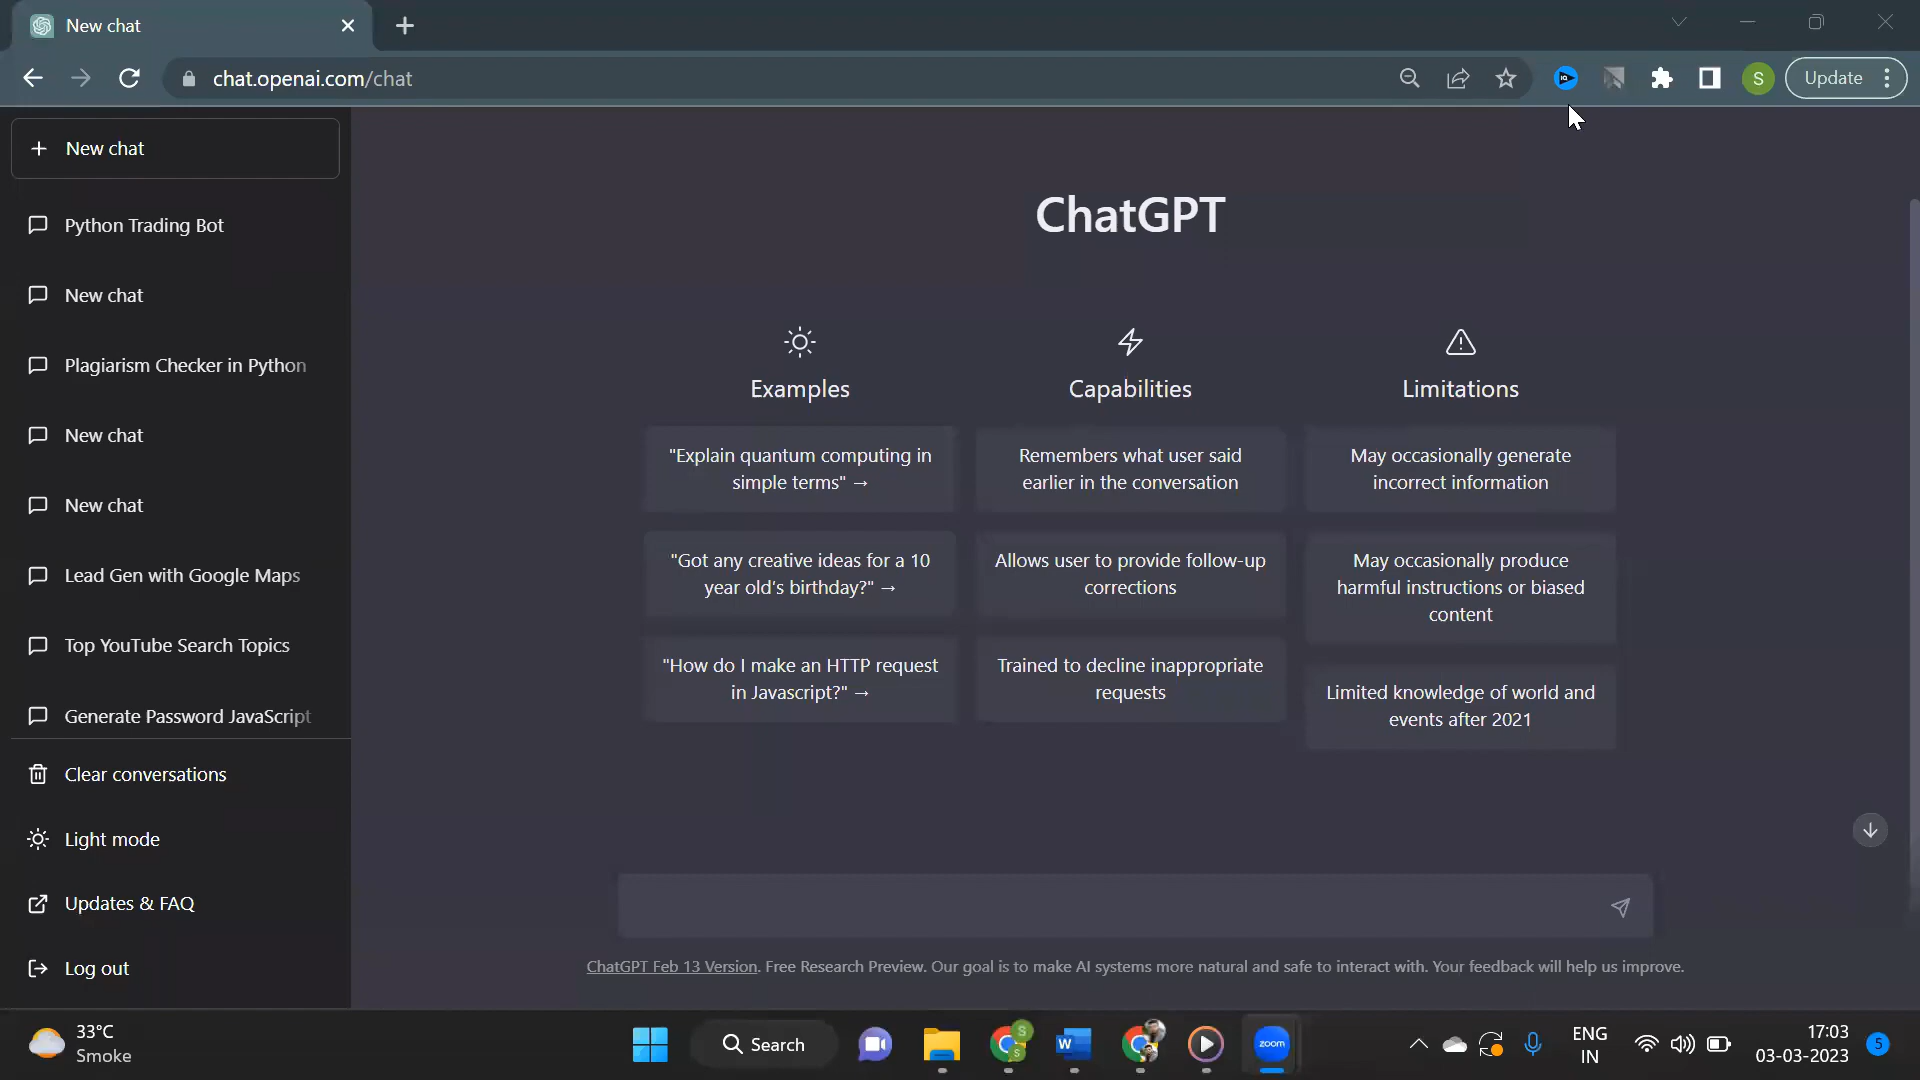 New chat
chat.openai.com/chat
S
Update
New chat
Python Trading Bot
New chat
Plagiarism Checker in Python
New chat
New chat
Lead Gen with Google Maps
Top YouTube Search Topics
Generate Password JavaScript
Clear conversations
Light mode
Updates & FAQ
Log out
ChatGPT
Examples
"Explain quantum computing in
simple terms" →
"Got any creative ideas for a 10
year old's birthday?" →
"How do I make an HTTP request
in Javascript?" →
Capabilities
Remembers what user said
earlier in the conversation
Allows user to provide follow-up
corrections
Trained to decline inappropriate
requests
Limitations
May occasionally generate
incorrect information
May occasionally produce
harmful instructions or biased
content
Limited knowledge of world and
events after 2021
ChatGPT Feb 13 Version. Free Research Preview. Our goal is to make AI systems more natural and safe to interact with. Your feedback will help us improve.
33°C
Smoke
Search
S
S
W
zoom
ENG
IN
17:03
03-03-2023
5